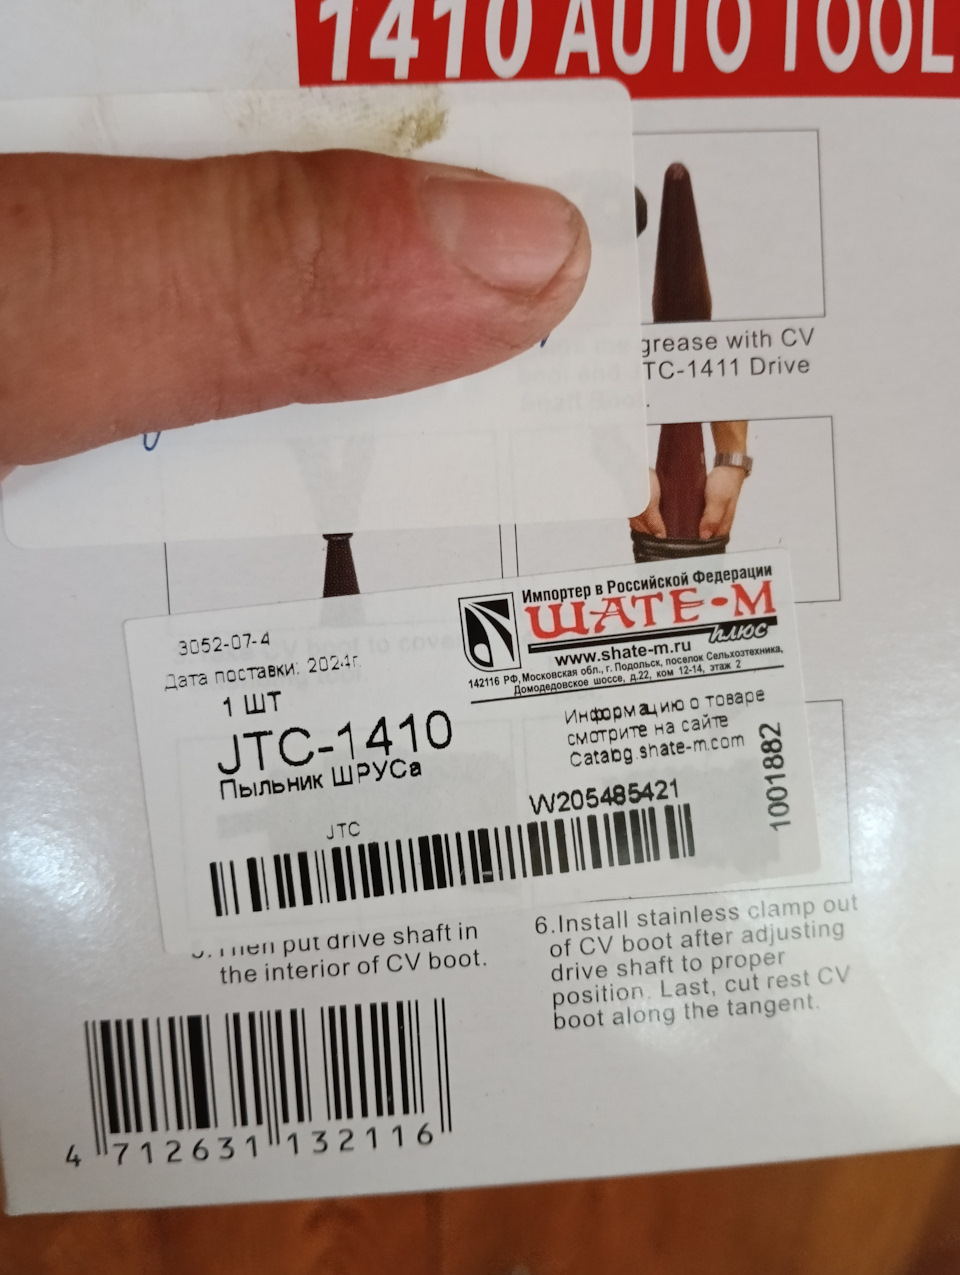 1410 AUTO TOOL
grease with CV
TC-1411 Drive
.
Импортер в Российской Федерации
ШАТЕ-М
плюс
www.shate-m.ru
142116 РФ, Московская обл., г. Подольск, поселок Сельхозтехника,
Домодедовское шоссе, д.22, ком 12-14, этаж 2
3052-07-4
Дата поставки: 2024г.
1 ШТ
JTC-1410
Пыльник ШРУСа
Информацию о товаре
смотрите на сайте
Catalog.shate-m.com
1001882
W205485421
JTC
5.Then put drive shaft in
the interior of CV boot.
6.Install stainless clamp out
of CV boot after adjusting
drive shaft to proper
position. Last, cut rest CV
boot along the tangent.
4 712631 132116